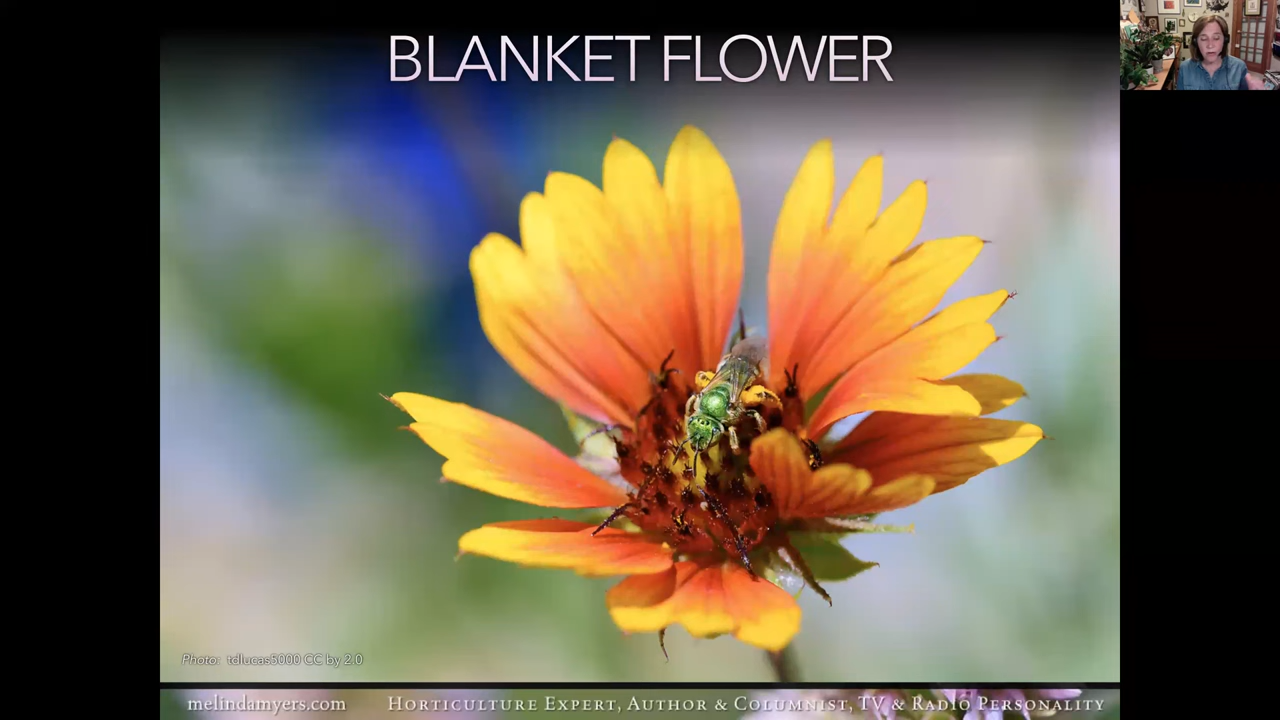 BLANKET FLOWER
Photo: tdlucas5000 CC by 2.0
melindamyers.com HORTICULTURE EXPERT, AUTHOR & COLUMNIST, TV & RADIO PERSONALITY